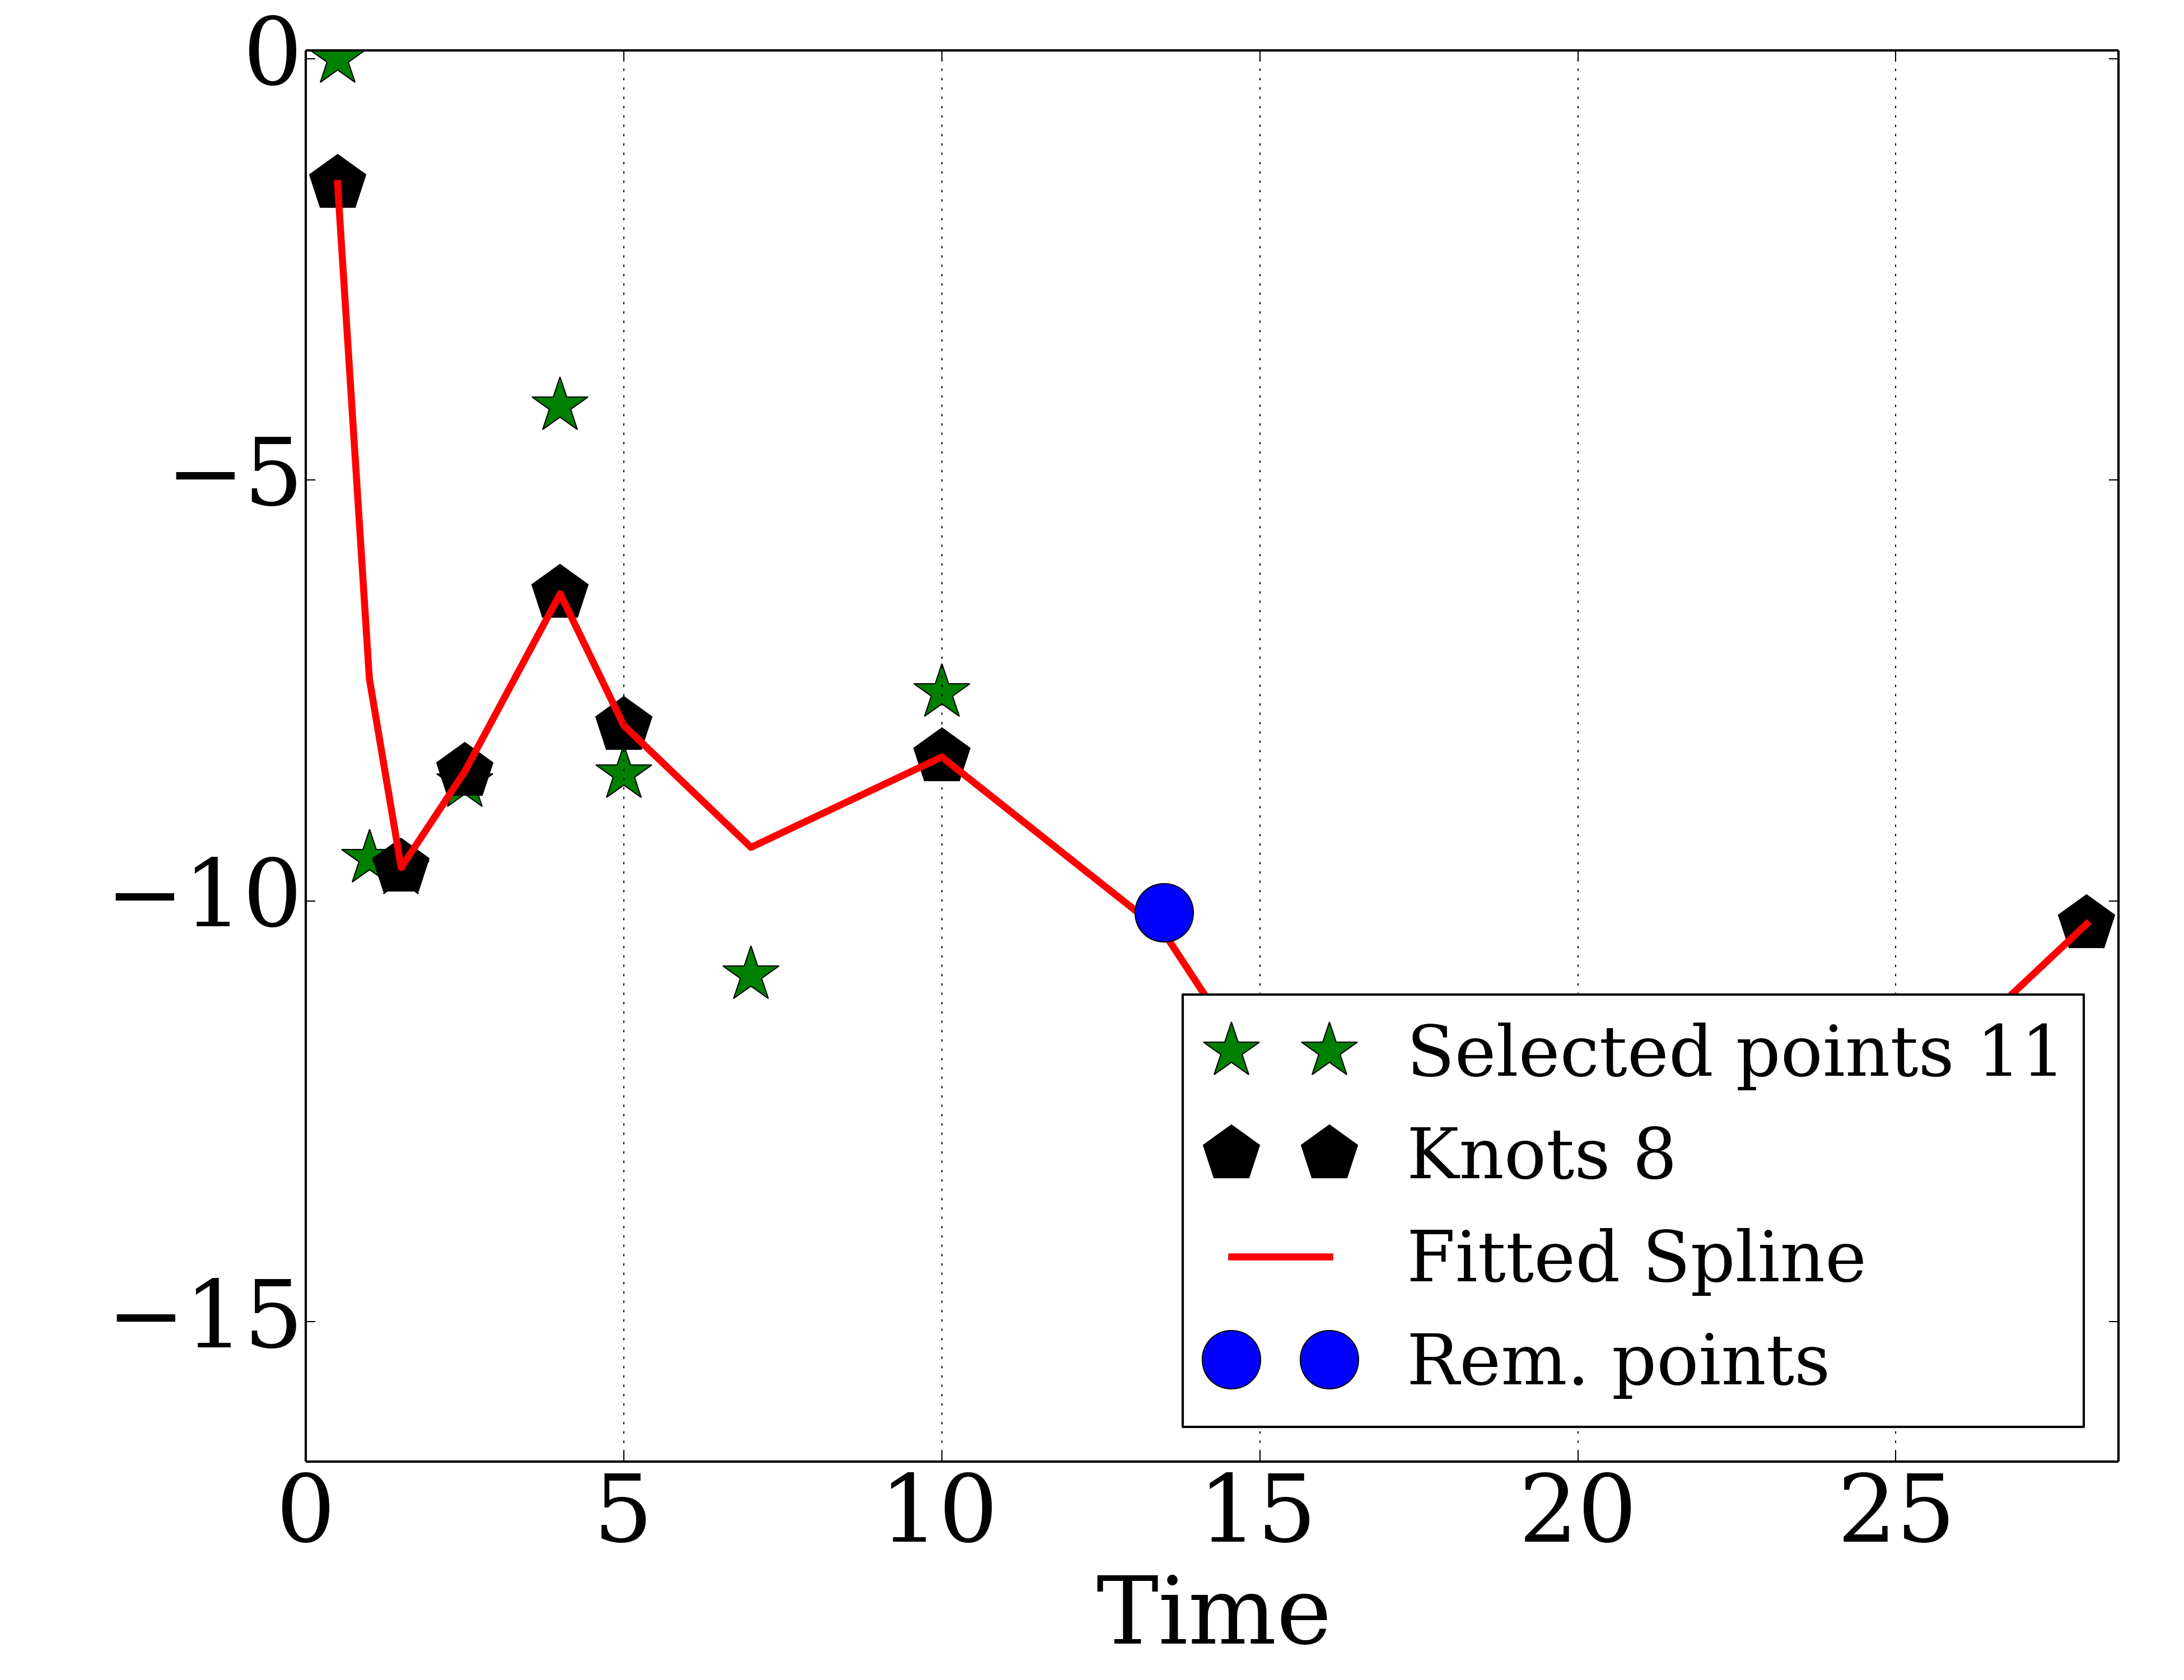 0
−5
−10
−15
Selected points 11
Knots 8
Fitted Spline
Rem. points
0 5 10 15 20 25
Time